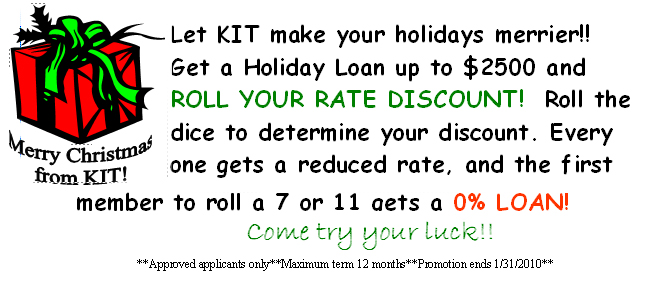 Let KIT make your holidays merrier!!
Get a Holiday Loan up to $2500 and
ROLL YOUR RATE DISCOUNT! Roll the
dice to determine your discount. Every
one gets a reduced rate, and the first
member to roll a 7 or 11 gets a 0% LOAN!
Come try your luck!!
Merry Christmas
from KIT!
**Approved applicants only**Maximum term 12 months**Promotion ends 1/31/2010**